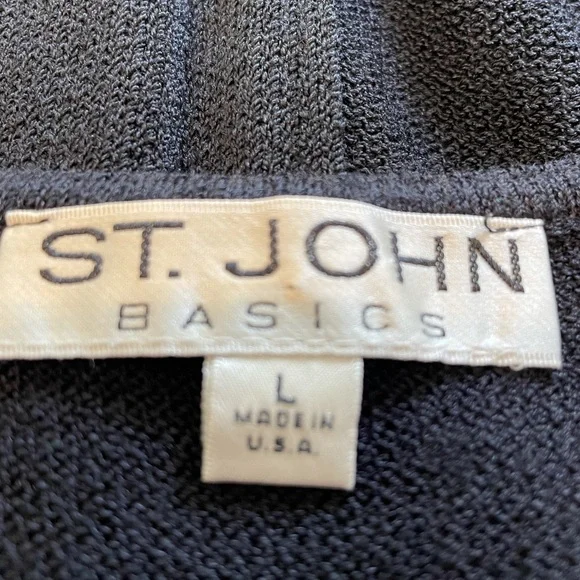 ST. JOHN
BASICS
L
MADE IN
U.S.A.